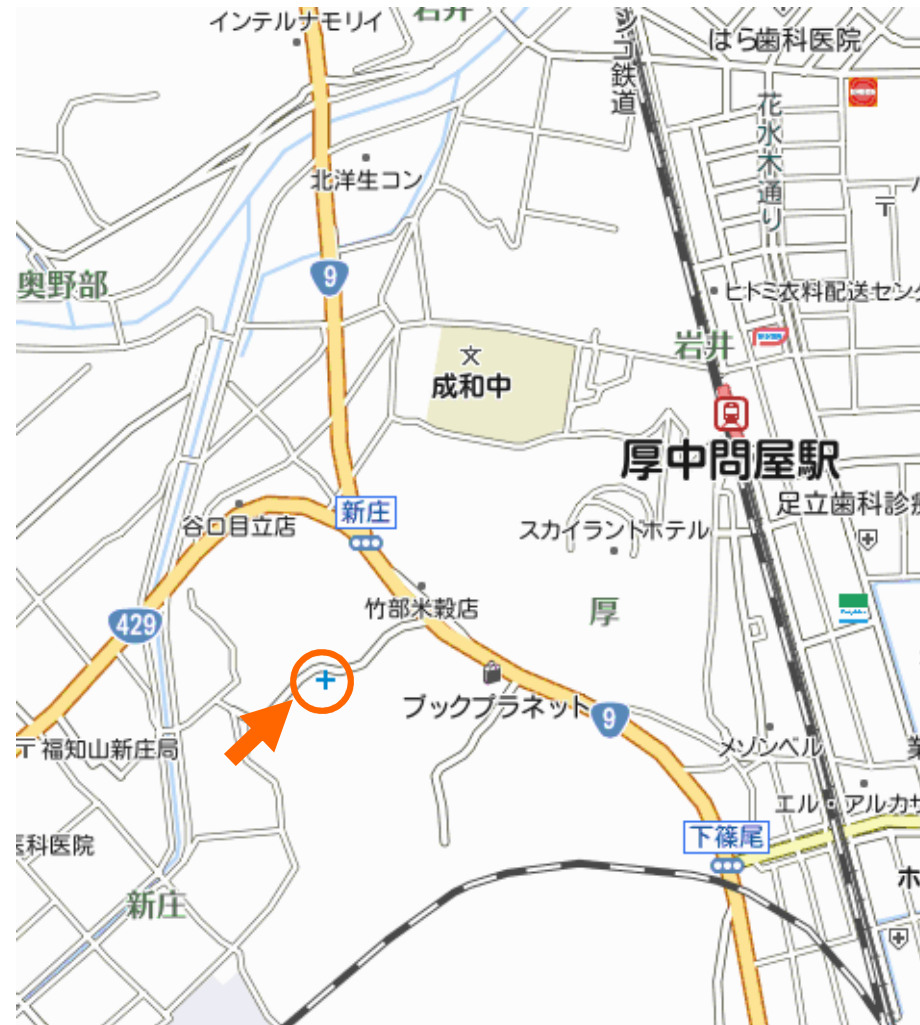 岩井
インテルナモリイ
はら歯科医院
鉄道
花水木通り
北洋生コン
〒
9
奥野部
ヒトミ衣料配送セン
岩井
文
成和中
厚中問屋駅
谷口目立店
新庄
スカイランドホテル
足立歯科診療
竹部米穀店
厚
429
ブックプラネット
9
〒福知山新庄局
メゾンベル
業
エル・アルカサ
医科医院
下篠尾
ホ
新庄